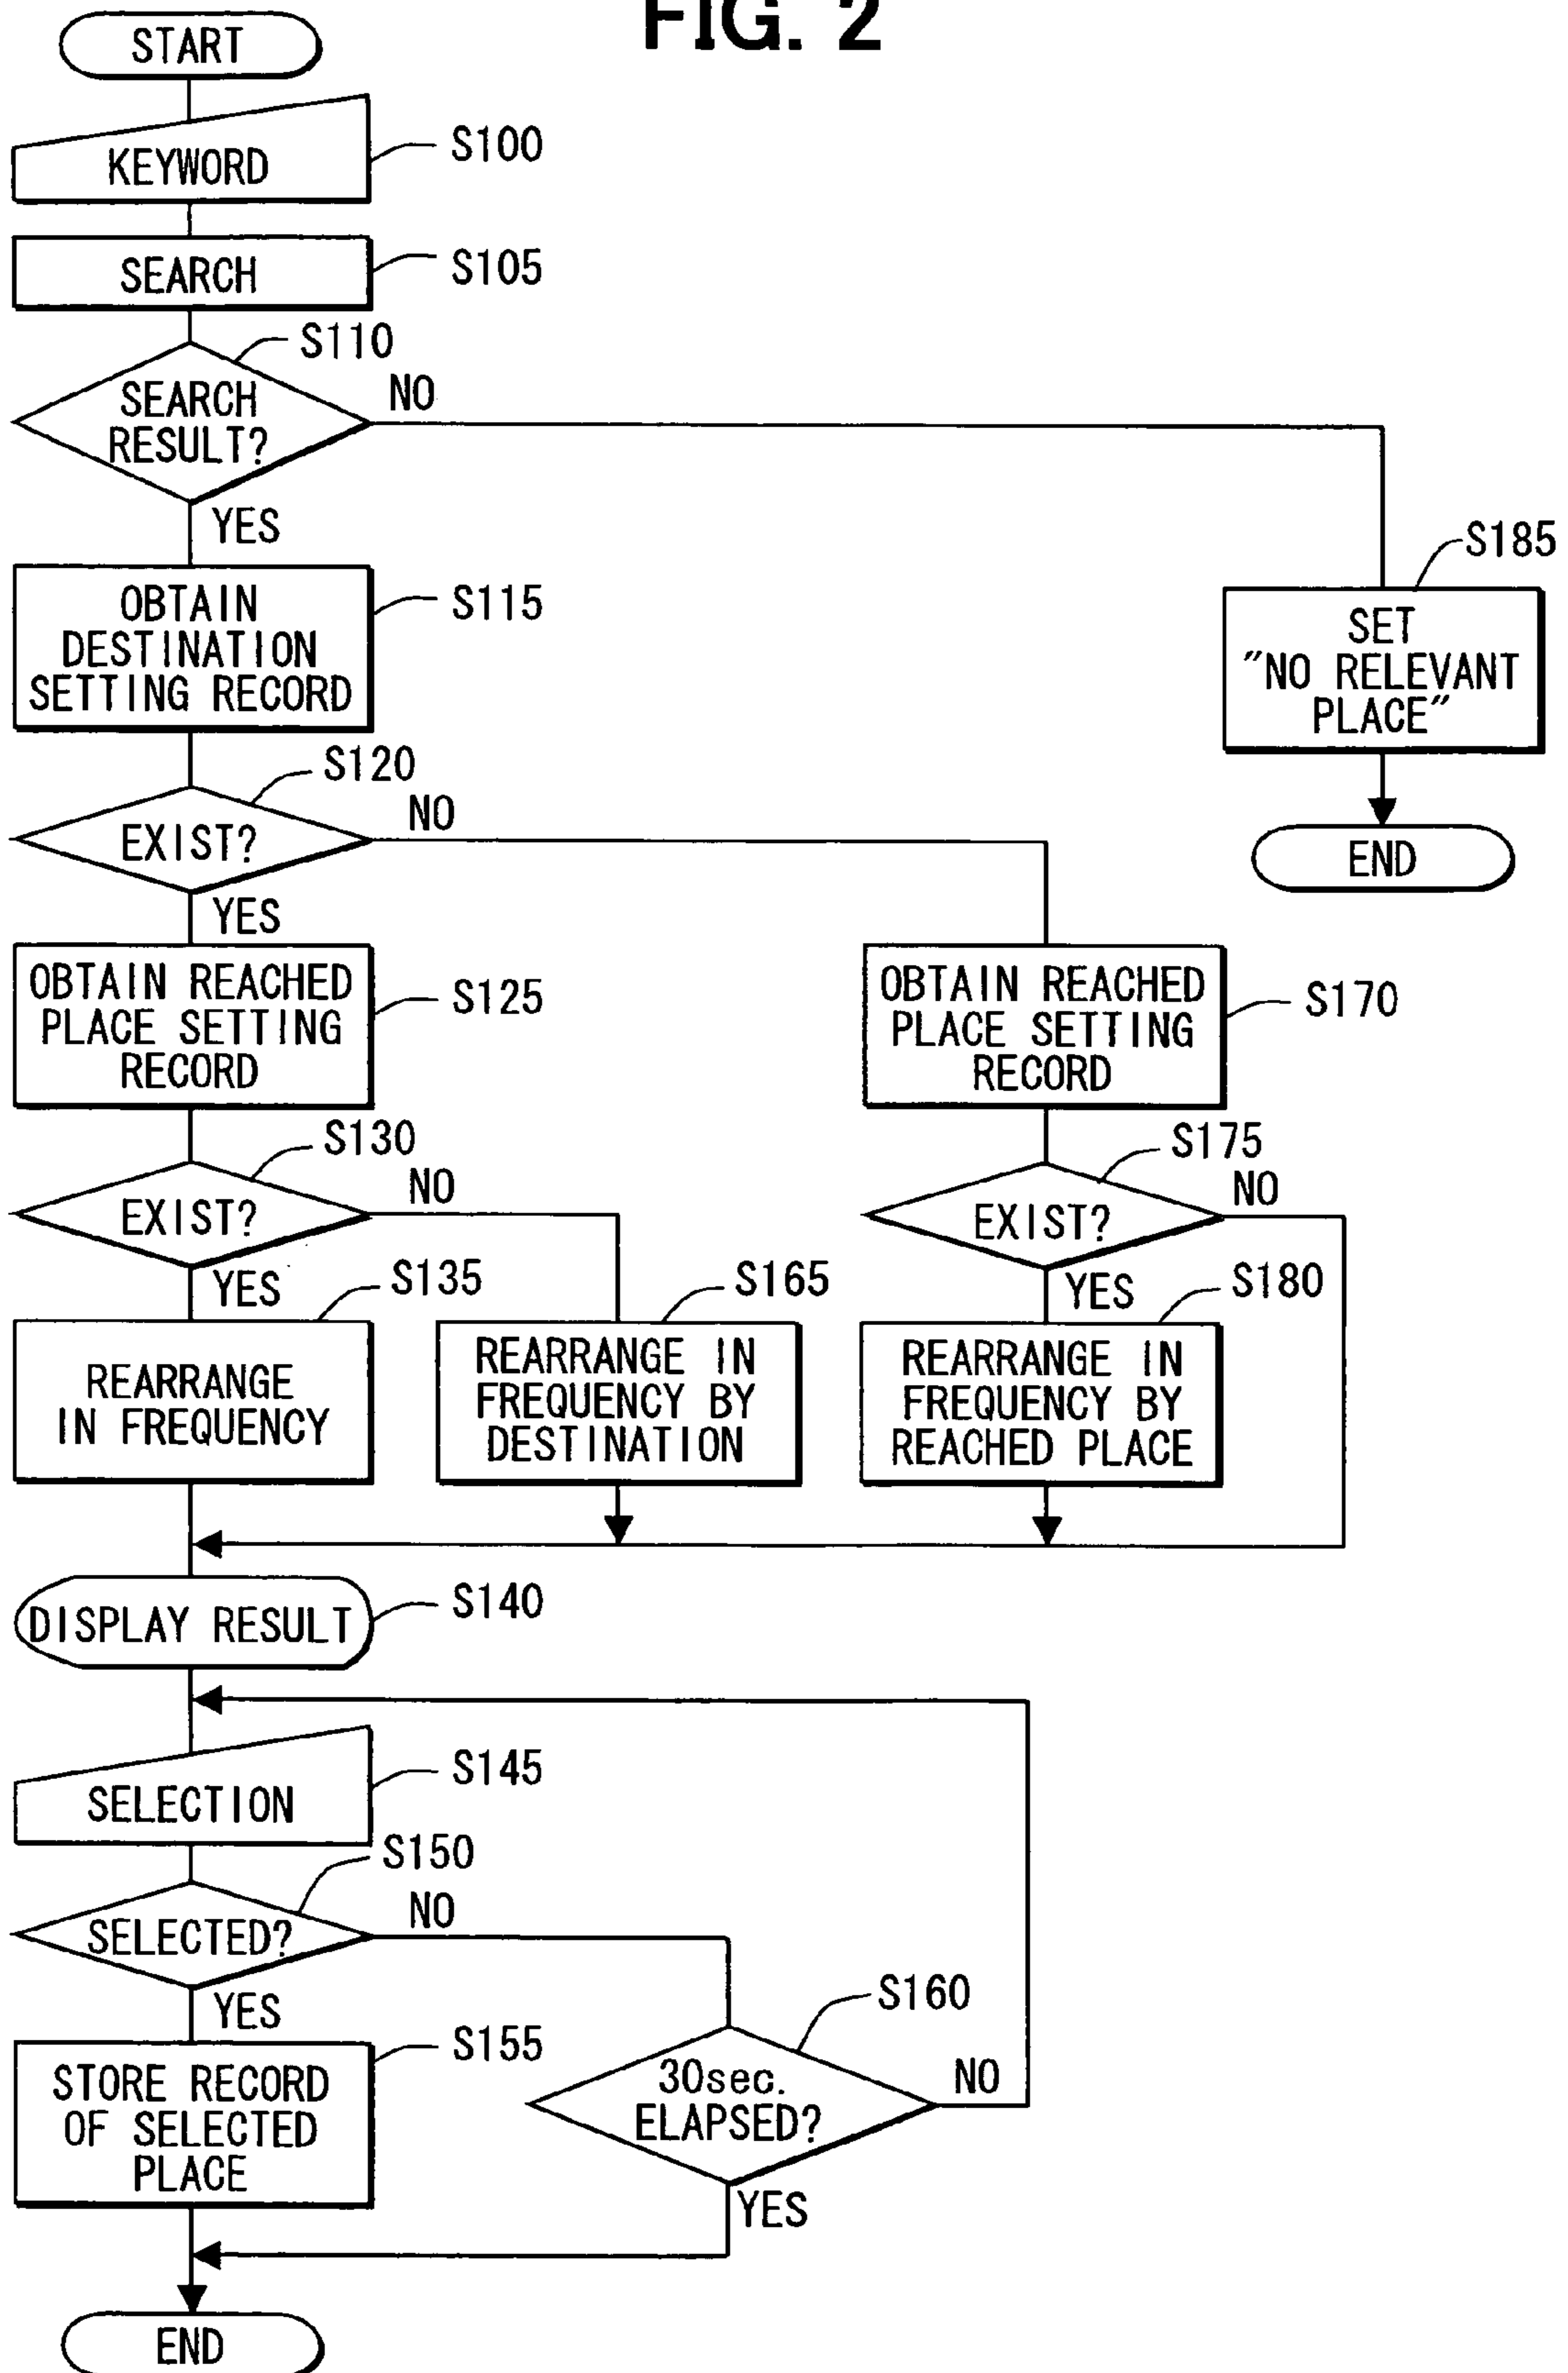 FIG. 2
START
KEYWORD
S100
SEARCH
S105
S110
SEARCH
RESULT?
NO
YES
OBTAIN
DESTINATION
SETTING RECORD
S115
S185
SET
"NO RELEVANT
PLACE"
END
S120
EXIST?
NO
YES
OBTAIN REACHED
PLACE SETTING
RECORD
S125
OBTAIN REACHED
PLACE SETTING
RECORD
S170
S130
EXIST?
NO
YES
S175
EXIST?
NO
YES
S135
REARRANGE
IN FREQUENCY
S165
REARRANGE IN
FREQUENCY BY
DESTINATION
S180
REARRANGE IN
FREQUENCY BY
REACHED PLACE
DISPLAY RESULT
S140
SELECTION
S145
S150
SELECTED?
NO
YES
S160
30sec.
ELAPSED?
NO
YES
STORE RECORD
OF SELECTED
PLACE
S155
END